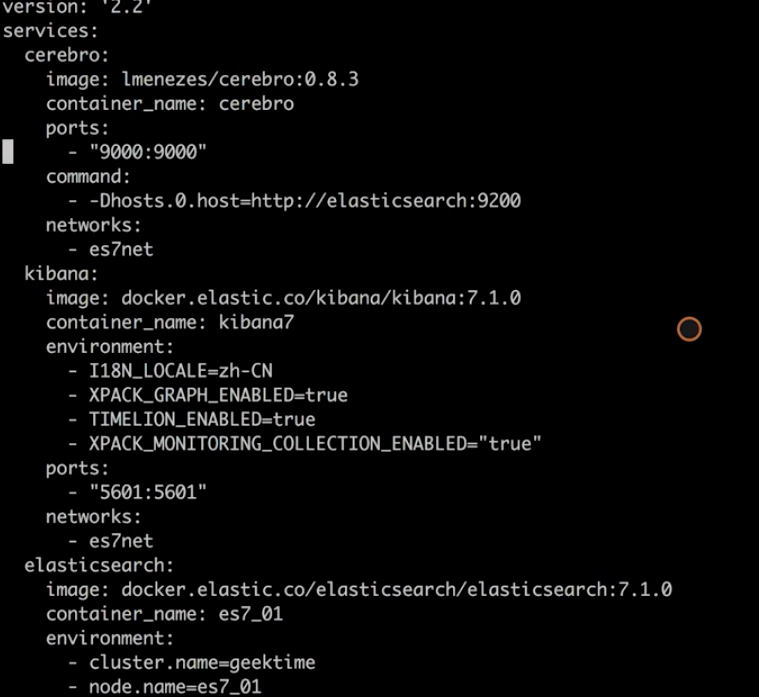 version: '2.2'
services:
  cerebro:
    image: lmenezes/cerebro:0.8.3
    container_name: cerebro
    ports:
      - "9000:9000"
    command:
      - -Dhosts.0.host=http://elasticsearch:9200
    networks:
      - es7net
  kibana:
    image: docker.elastic.co/kibana/kibana:7.1.0
    container_name: kibana7
    environment:
      - I18N_LOCALE=zh-CN
      - XPACK_GRAPH_ENABLED=true
      - TIMELION_ENABLED=true
      - XPACK_MONITORING_COLLECTION_ENABLED="true"
    ports:
      - "5601:5601"
    networks:
      - es7net
  elasticsearch:
    image: docker.elastic.co/elasticsearch/elasticsearch:7.1.0
    container_name: es7_01
    environment:
      - cluster.name=geektime
      - node.name=es7_01